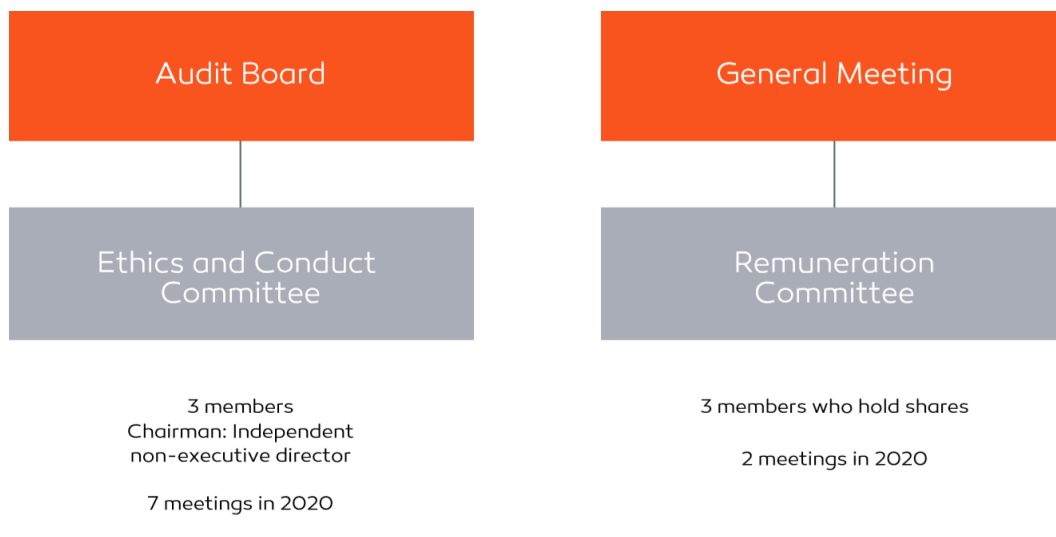 Audit Board
General Meeting
Ethics and Conduct
Committee
Remuneration
Committee
3 members
Chairman: Independent
non-executive director
7 meetings in 2020
3 members who hold shares
2 meetings in 2020